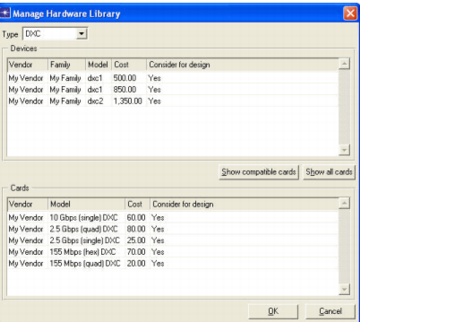 Manage Hardware Library
Type DXC
Devices
Vendor Family Model Cost Consider for design
My Vendor My Family dxc1 500.00 Yes
My Vendor My Family dxc1 850.00 Yes
My Vendor My Family dxc2 1,350.00 Yes
Show compatible cards Show all cards
Cards
Vendor Model Cost Consider for design
My Vendor 10 Gbps (single) DXC 60.00 Yes
My Vendor 2.5 Gbps (quad) DXC 80.00 Yes
My Vendor 2.5 Gbps (single) DXC 25.00 Yes
My Vendor 155 Mbps (hex) DXC 70.00 Yes
My Vendor 155 Mbps (quad) DXC 20.00 Yes
OK Cancel